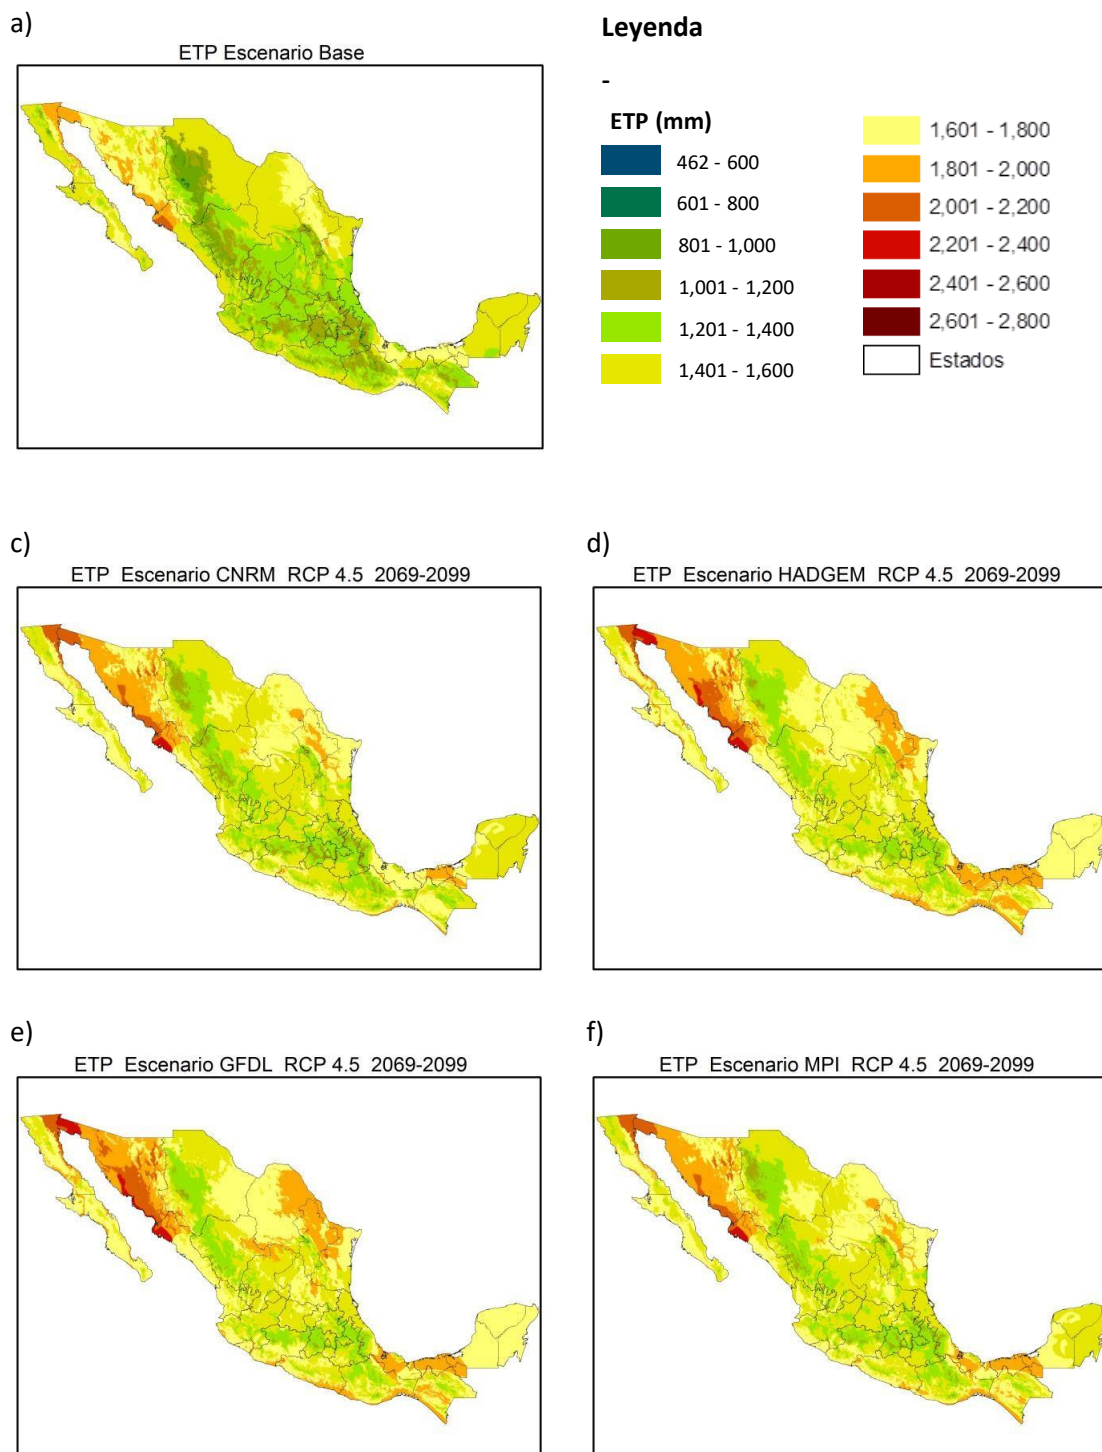 a)
ETP Escenario Base
Leyenda
-
ETP (mm)
462 - 600
601 - 800
801 - 1,000
1,001 - 1,200
1,201 - 1,400
1,401 - 1,600
1,601 - 1,800
1,801 - 2,000
2,001 - 2,200
2,201 - 2,400
2,401 - 2,600
2,601 - 2,800
Estados
c)
ETP Escenario CNRM RCP 4.5 2069-2099
d)
ETP Escenario HADGEM RCP 4.5 2069-2099
e)
ETP Escenario GFDL RCP 4.5 2069-2099
f)
ETP Escenario MPI RCP 4.5 2069-2099